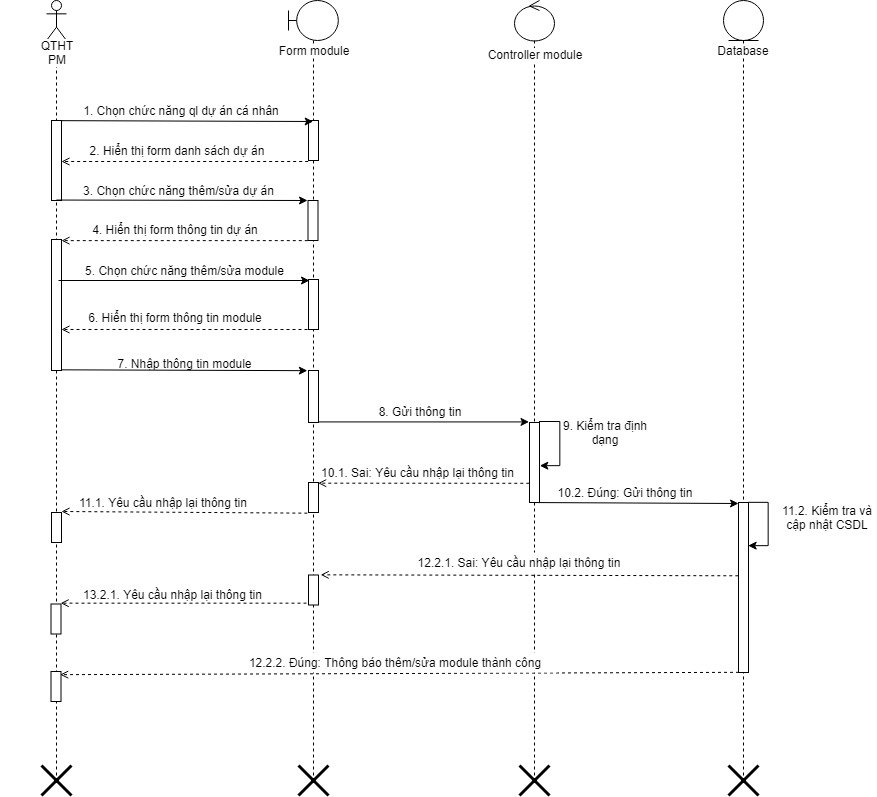 QTHT
PM
Form module
Controller module
Database
1. Chọn chức năng ql dự án cá nhân
2. Hiển thị form danh sách dự án
3. Chọn chức năng thêm/sửa dự án
4. Hiển thị form thông tin dự án
5. Chọn chức năng thêm/sửa module
6. Hiển thị form thông tin module
7. Nhập thông tin module
8. Gửi thông tin
9. Kiểm tra định
dạng
10.1. Sai: Yêu cầu nhập lại thông tin
10.2. Đúng: Gửi thông tin
11.1. Yêu cầu nhập lại thông tin
11.2. Kiểm tra và
cập nhật CSDL
12.2.1. Sai: Yêu cầu nhập lại thông tin
13.2.1. Yêu cầu nhập lại thông tin
12.2.2. Đúng: Thông báo thêm/sửa module thành công